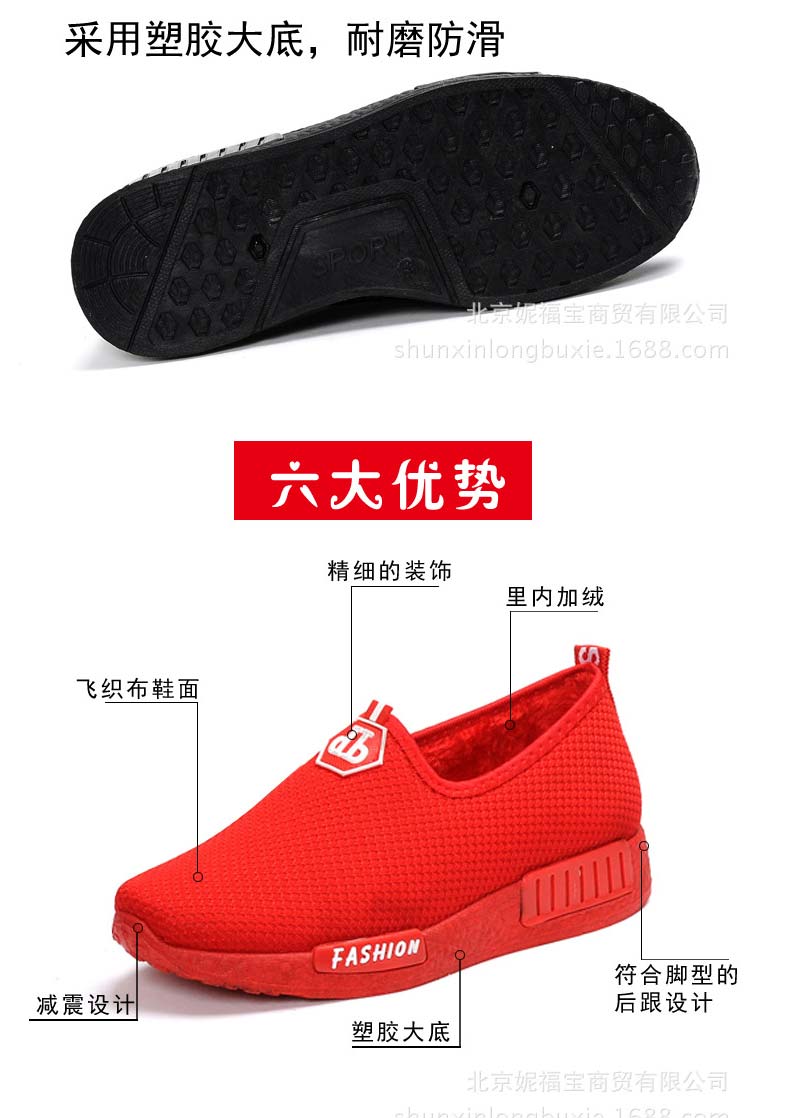 采用塑胶大底，耐磨防滑
SPORT
北京妮福宝商贸有限公司
shunxinlongbuxie.1688.com
六大优势
精细的装饰
里内加绒
飞织布鞋面
FASHION
减震设计
塑胶大底
符合脚型的
后跟设计
北京妮福宝商贸有限公司
shunxinlongbuxie.1688.com